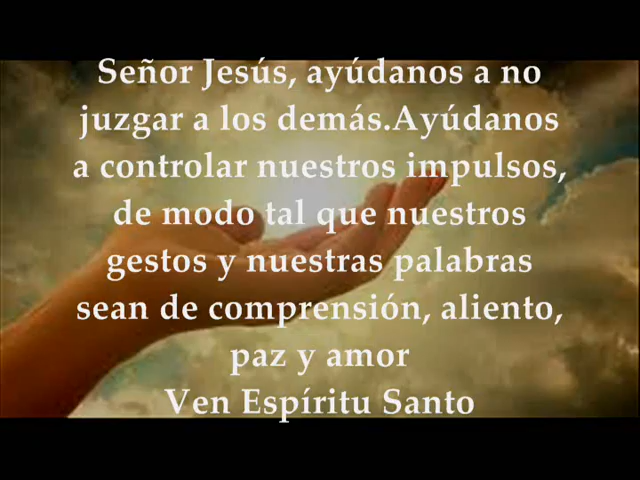 Señor Jesús, ayúdanos a no
juzgar a los demás.Ayúdanos
a controlar nuestros impulsos,
de modo tal que nuestros
gestos y nuestras palabras
sean de comprensión, aliento,
paz y amor
Ven Espíritu Santo